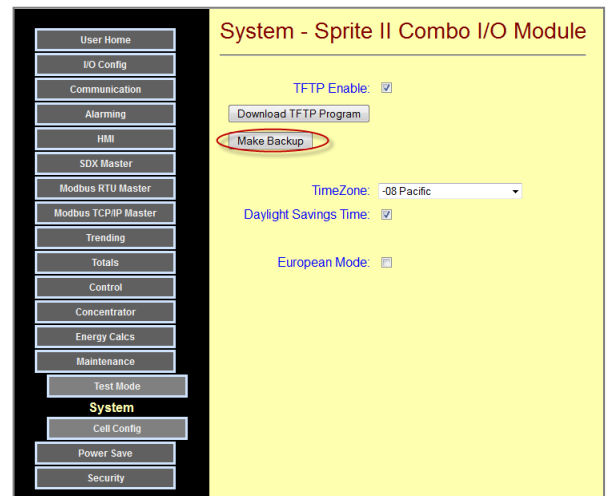 System - Sprite II Combo I/O Module
User Home
I/O Config
Communication
Alarming
HMI
SDX Master
Modbus RTU Master
Modbus TCP/IP Master
Trending
Totals
Control
Concentrator
Energy Calcs
Maintenance
Test Mode
System
Cell Config
Power Save
Security
TFTP Enable:
Download TFTP Program
Make Backup
TimeZone: -08 Pacific
Daylight Savings Time:
European Mode: